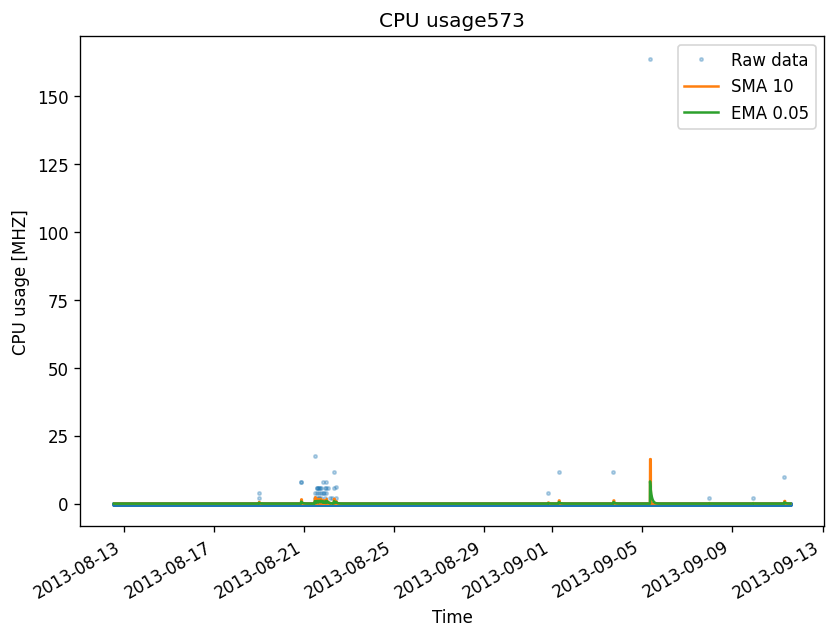 CPU usage573
Raw data
SMA 10
EMA 0.05
CPU usage [MHZ]
150
125
100
75
50
25
0
2013-08-13
2013-08-17
2013-08-21
2013-08-25
2013-08-29
2013-09-01
2013-09-05
2013-09-09
2013-09-13
Time